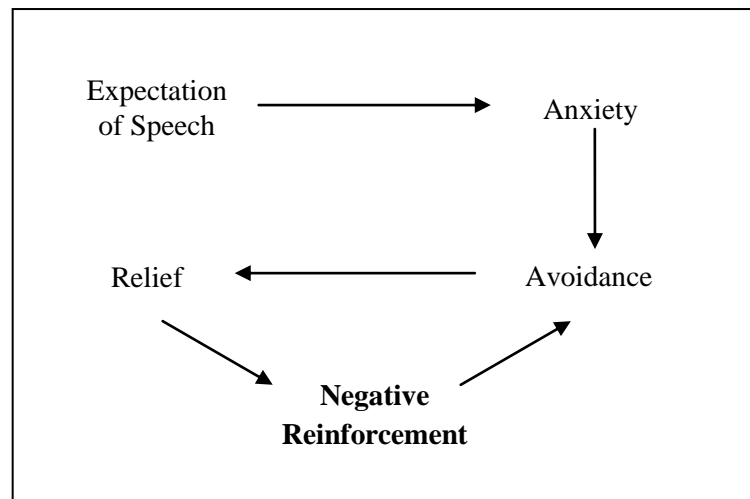 Expectation
of Speech
Anxiety
Relief
Avoidance
Negative
Reinforcement